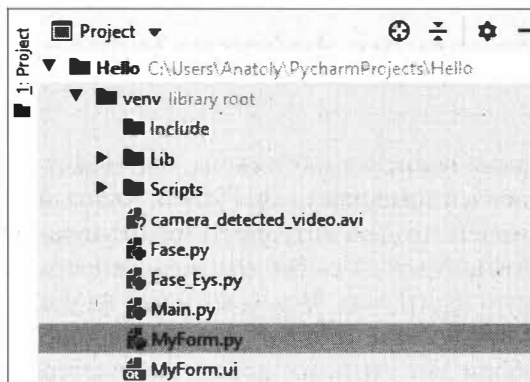 1: Project
Project
Hello C:\Users\Anatoly\PycharmProjects\Hello
venv library root
Include
Lib
Scripts
camera_detected_video.avi
Fase.py
Fase_Eys.py
Main.py
MyForm.py
MyForm.ui